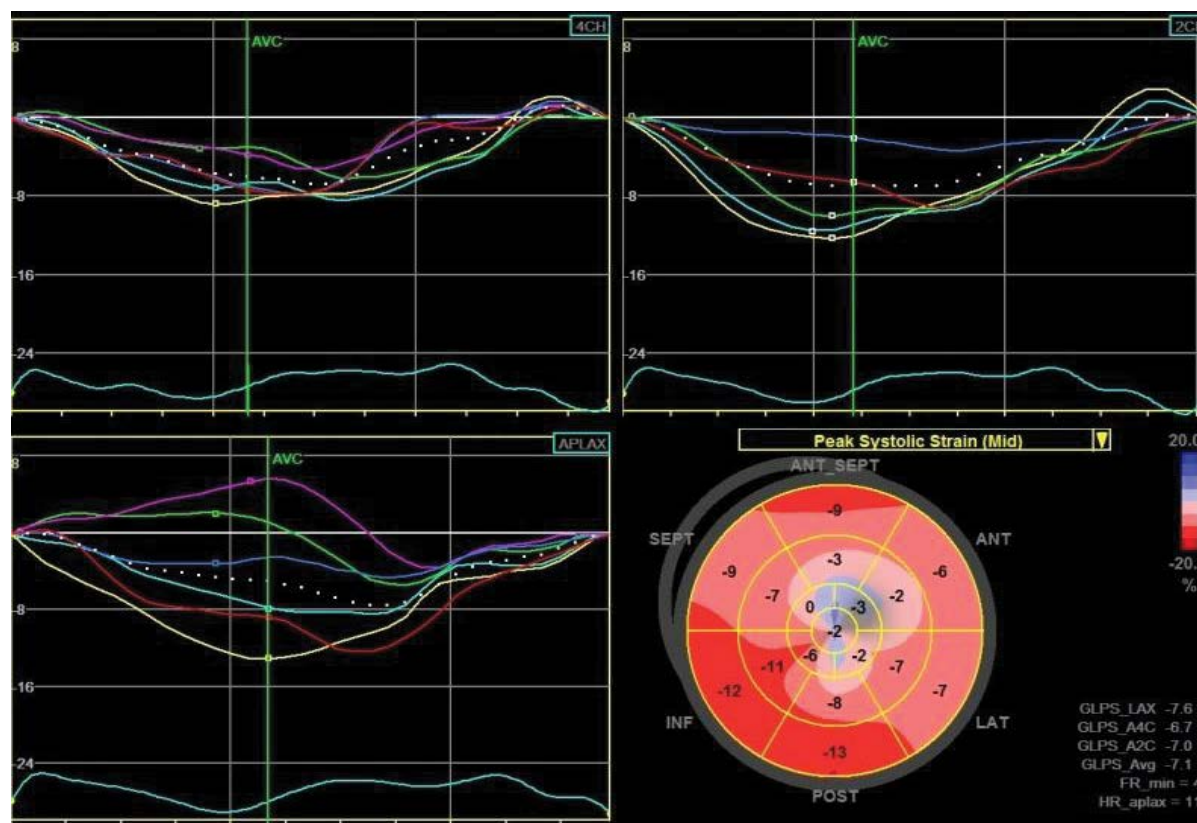 4CH
8
AVC
-8
-16
-24
AVC
-8
-16
-24
APLAX
8
AVC
-8
-16
-24
Peak Systolic Strain (Mid)
20.0
-20.
%
ANT_SEPT
SEPT
ANT
INF
LAT
POST
-9
-9
-6
-3
-7
-2
0
-3
-2
-6
-2
-11
-7
-12
-7
-8
-13
GLPS_LAX -7.6
GLPS_A4C -6.7
GLPS_A2C -7.0
GLPS_Avg -7.1
FR_min =
HR_aplax =